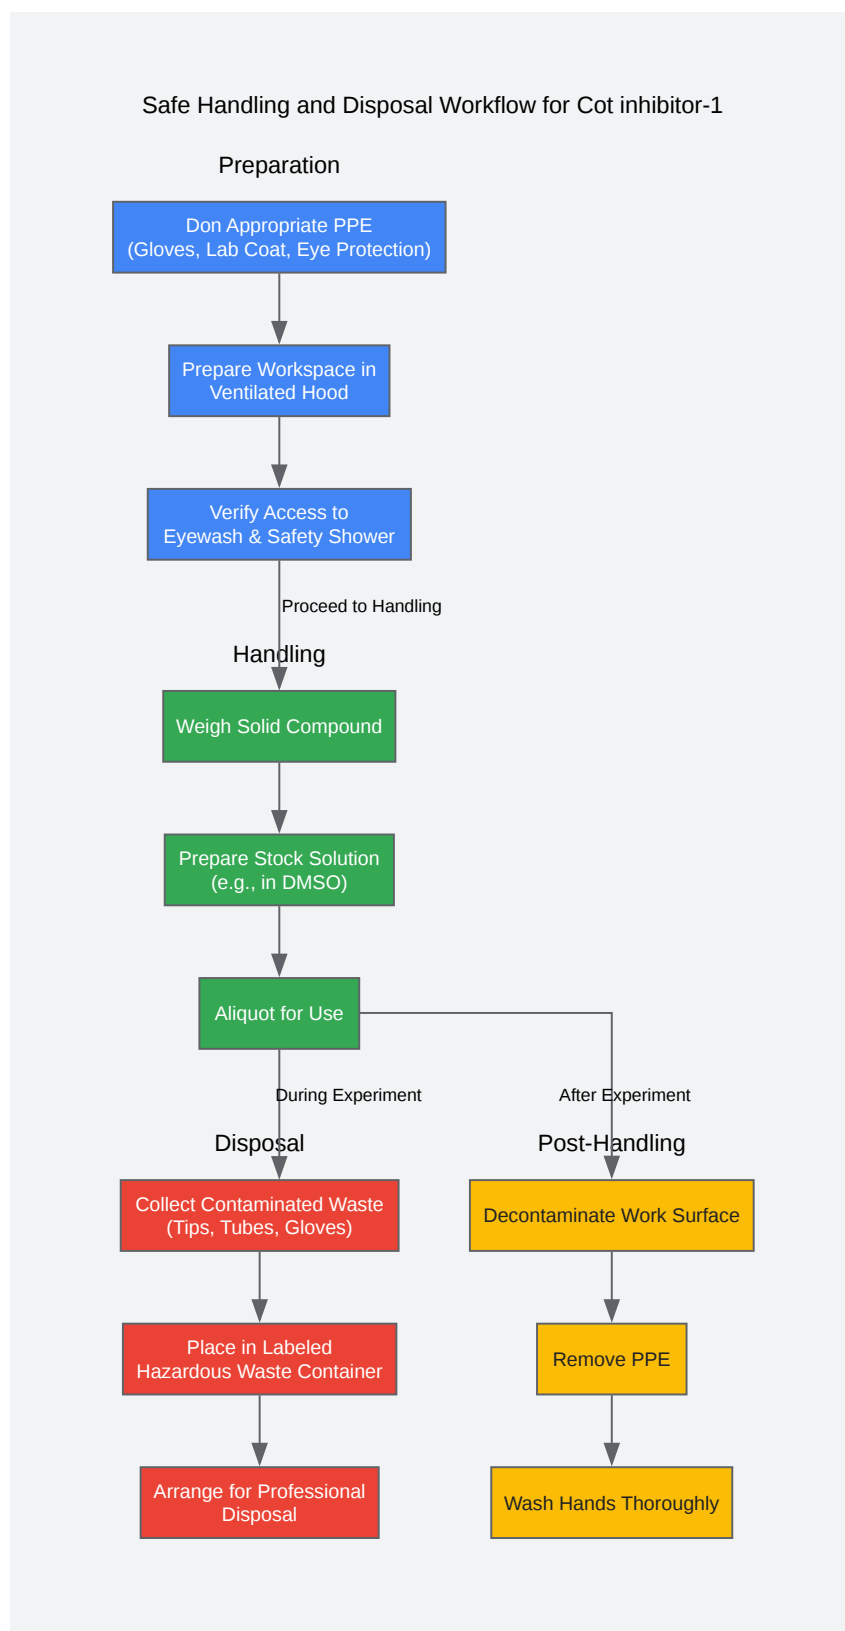 Safe Handling and Disposal Workflow for Cot inhibitor-1
Preparation
Don Appropriate PPE
(Gloves, Lab Coat, Eye Protection)
Prepare Workspace in
Ventilated Hood
Verify Access to
Eyewash & Safety Shower
Proceed to Handling
Handling
Weigh Solid Compound
Prepare Stock Solution
(e.g., in DMSO)
Aliquot for Use
During Experiment
Disposal
Collect Contaminated Waste
(Tips, Tubes, Gloves)
Place in Labeled
Hazardous Waste Container
Arrange for Professional
Disposal
After Experiment
Post-Handling
Decontaminate Work Surface
Remove PPE
Wash Hands Thoroughly